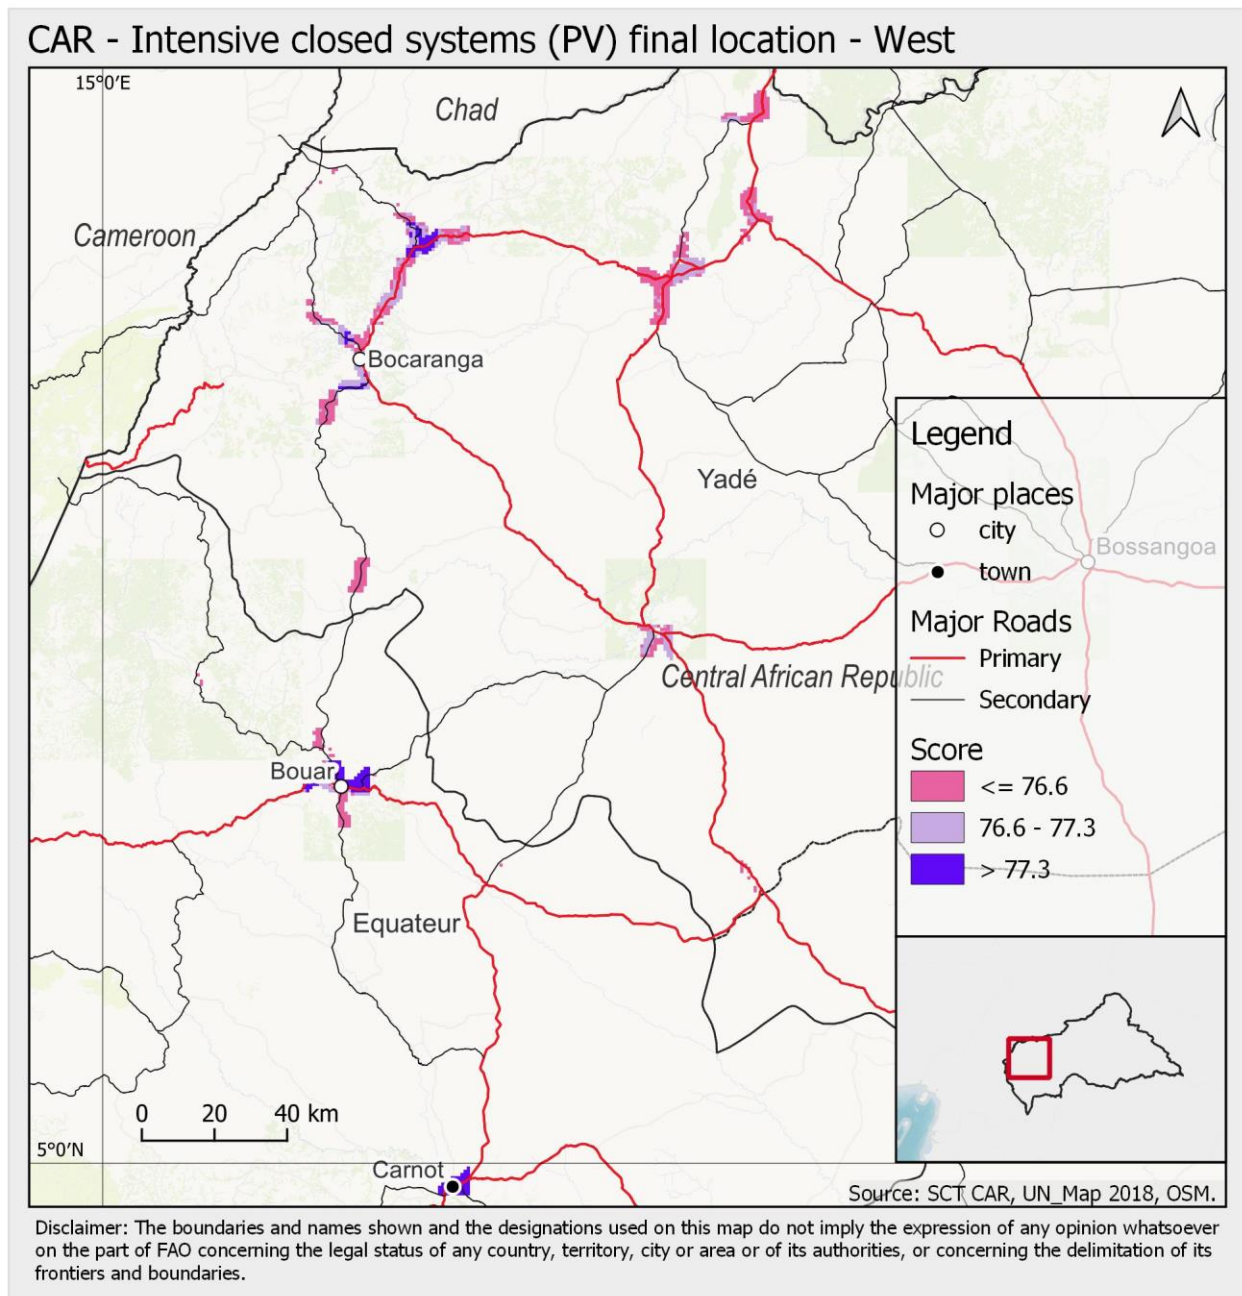 CAR - Intensive closed systems (PV) final location - West
15°0'E
Chad
Cameroon
Bocaranga
Yadé
Central African Republic
Bouar
Equateur
Carnot
0 20 40 km
5°0'N
Legend
Major places
city
town
Bossangoa
Major Roads
Primary
Secondary
Score
<= 76.6
76.6 - 77.3
> 77.3
Source: SCT CAR, UN_Map 2018, OSM.
Disclaimer: The boundaries and names shown and the designations used on this map do not imply the expression of any opinion whatsoever
on the part of FAO concerning the legal status of any country, territory, city or area or of its authorities, or concerning the delimitation of its
frontiers and boundaries.